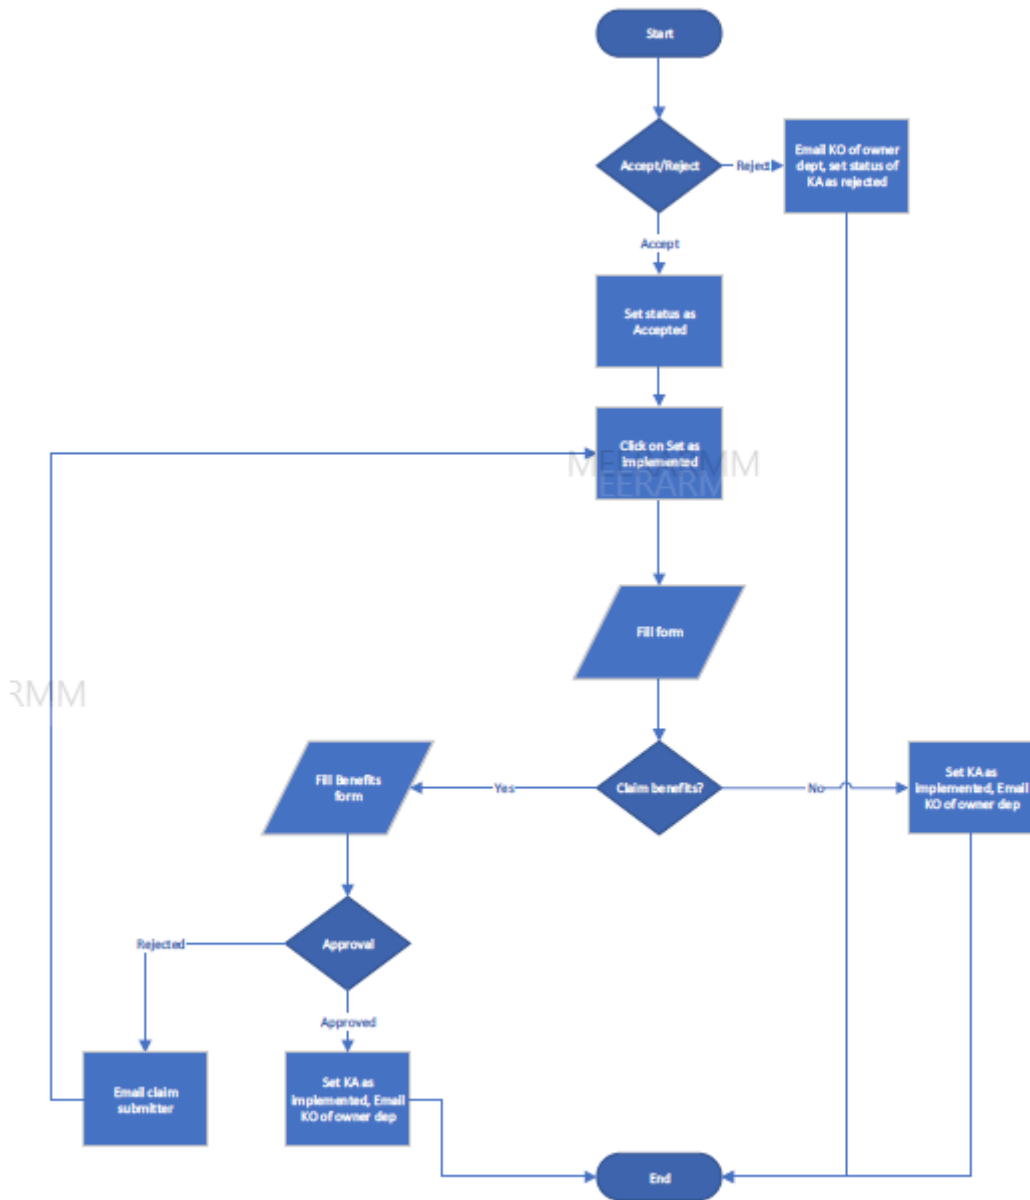 Start
Accept/Reject
Reject
Email KO of owner
dept, set status of
KA as rejected
Accept
Set status as
Accepted
Click on Set as
implemented
MEERARMM
EERARM
Fill form
RMM
Fill Benefits
form
Yes
Claim benefits?
No
Set KA as
implemented, Email
KO of owner dep
Rejected
Approval
Approved
Email claim
submitter
Set KA as
implemented, Email
KO of owner dep
End